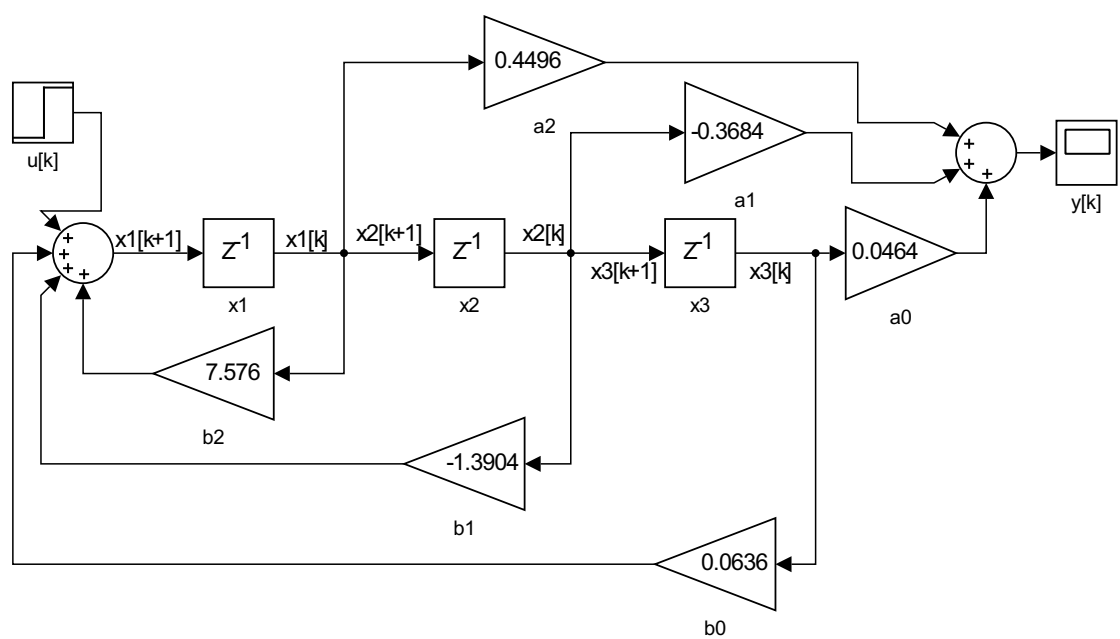 0.4496
a2
-0.3684
a1
u[k]
+
+
+
y[k]
+
+
+
+
x1[k+1]
z-1
x1[k]
x2[k+1]
z-1
x2[k]
x3[k+1]
z-1
x3[k]
0.0464
x1
x2
x3
a0
7.576
b2
-1.3904
b1
0.0636
b0